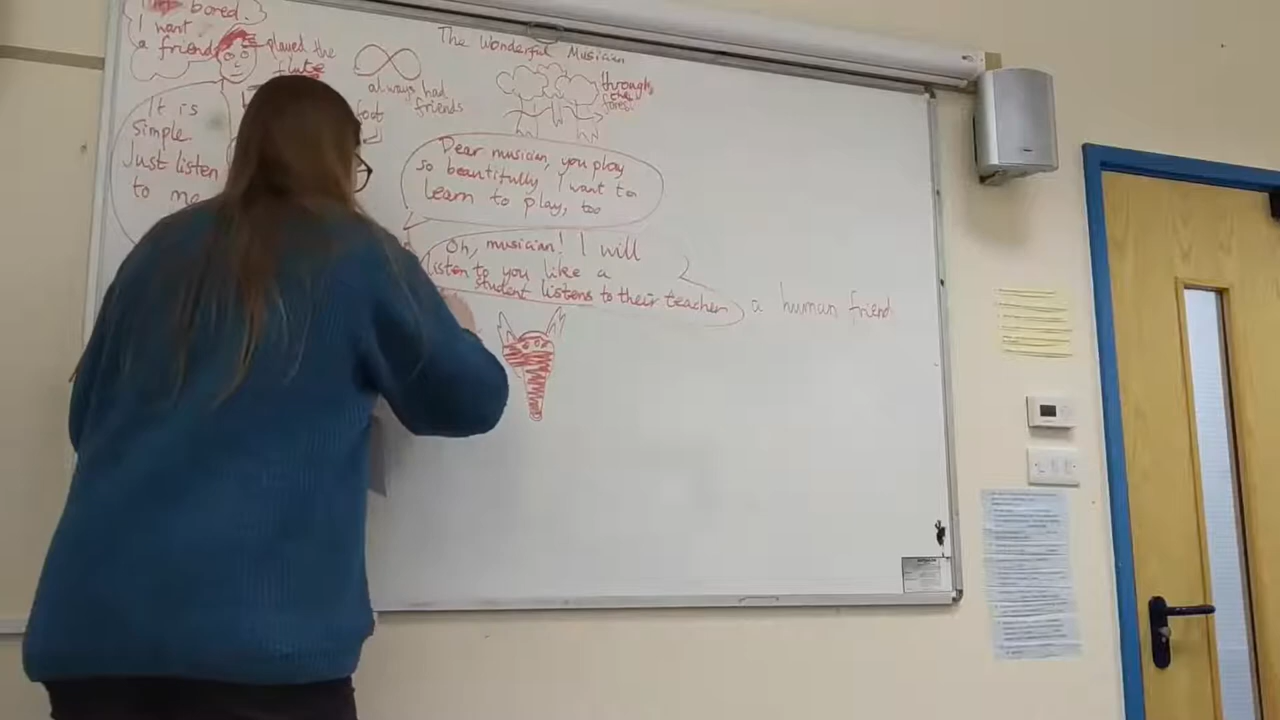 bored.
I want
a friend
played the
flute
always had
friends
foot
The Wonderful Musician
through
the
forest
It is
simple
Just listen
to me
Dear musician, you play
so beautifully, I want to
learn to play, too
Oh, musician! I will
listen to you like a
student listens to their teacher
a human friend